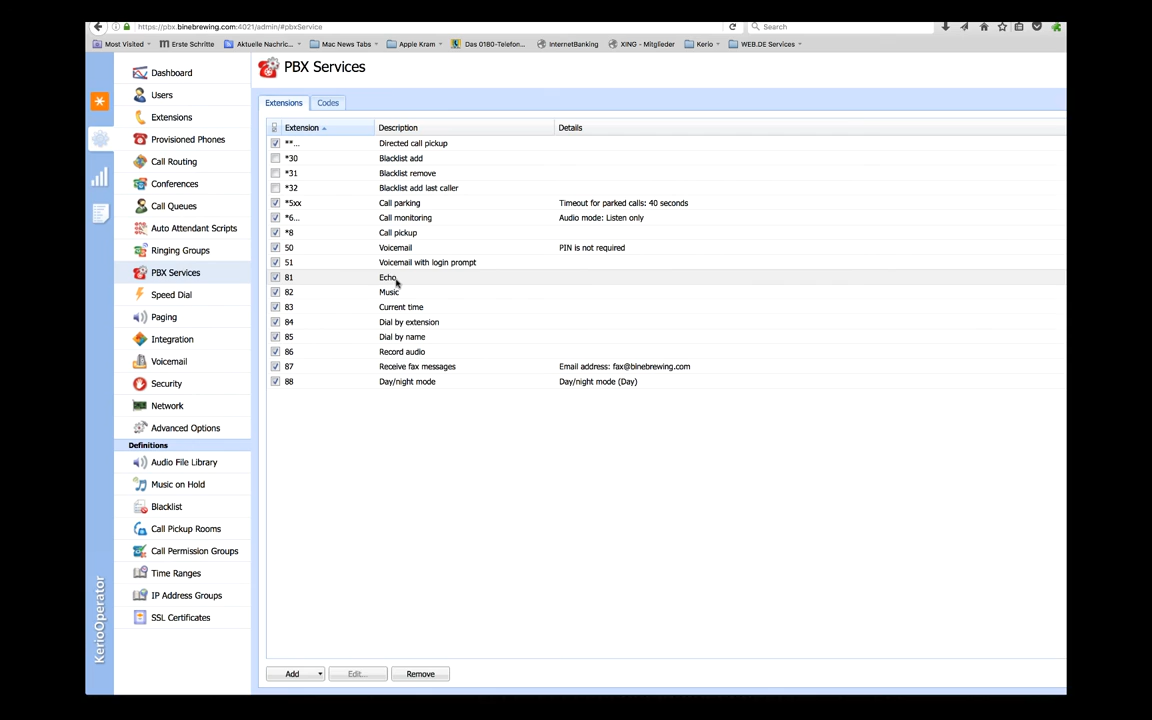 https://pbx.binebrewing.com:4021/admin/#pbxService
Search
Most Visited
Erste Schritte
Aktuelle Nachric...
Mac News Tabs
Apple Kram
Das 0180-Telefon...
InternetBanking
XING - Mitglieder
Kerio
WEB.DE Services
KerioOperator
Dashboard
Users
Extensions
Provisioned Phones
Call Routing
Conferences
Call Queues
Auto Attendant Scripts
Ringing Groups
PBX Services
Speed Dial
Paging
Integration
Voicemail
Security
Network
Advanced Options
Definitions
Audio File Library
Music on Hold
Blacklist
Call Pickup Rooms
Call Permission Groups
Time Ranges
IP Address Groups
SSL Certificates
PBX Services
Extensions Codes
Extension Description Details
**... Directed call pickup
*30 Blacklist add
*31 Blacklist remove
*32 Blacklist add last caller
*5xx Call parking Timeout for parked calls: 40 seconds
*6... Call monitoring Audio mode: Listen only
*8 Call pickup
50 Voicemail PIN is not required
51 Voicemail with login prompt
81 Echo
82 Music
83 Current time
84 Dial by extension
85 Dial by name
86 Record audio
87 Receive fax messages Email address: fax@binebrewing.com
88 Day/night mode Day/night mode (Day)
Add Edit... Remove